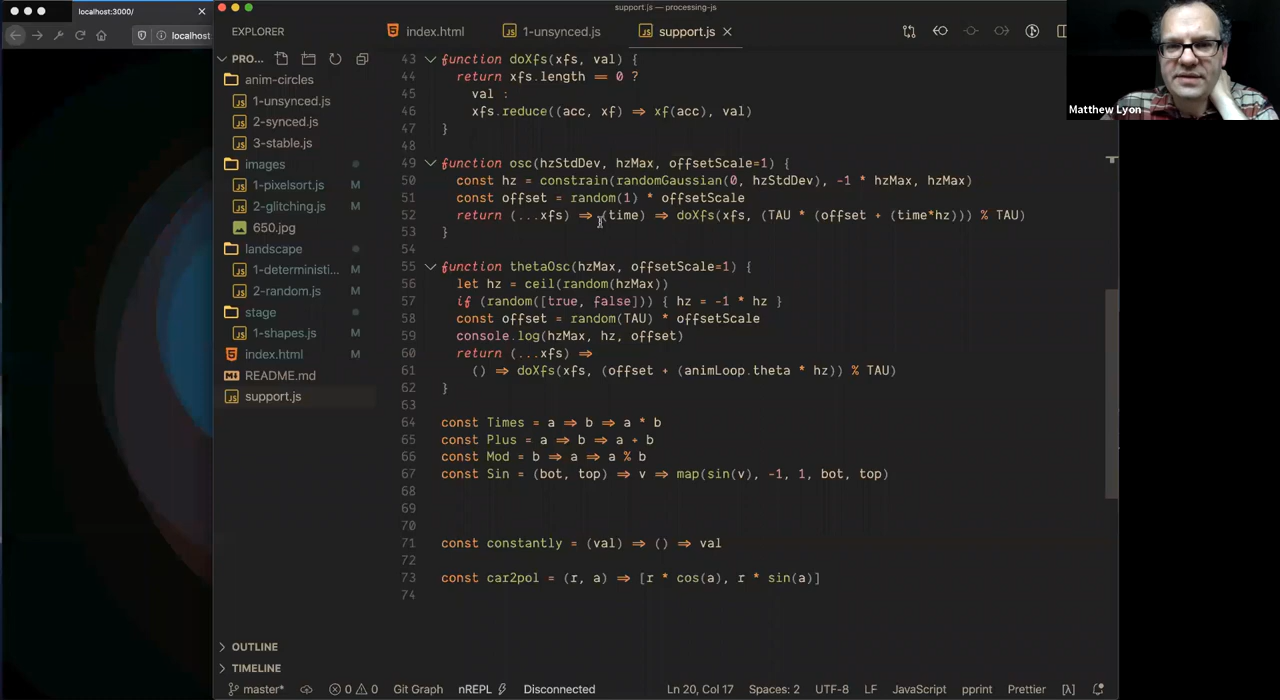 support.js — processing-js
localhost:3000/
localhost
EXPLORER
index.html
1-unsynced.js
support.js
Matthew Lyon
PRO...
anim-circles
1-unsynced.js
2-synced.js
3-stable.js
images
1-pixelsort.js M
2-glitching.js M
650.jpg
landscape
1-deterministi... M
2-random.js M
stage
1-shapes.js M
index.html M
README.md
support.js
43 function doXfs(xfs, val) {
44 return xfs.length == 0 ?
45 val :
46 xfs.reduce((acc, xf) => xf(acc), val)
47 }
48
49 function osc(hzStdDev, hzMax, offsetScale=1) {
50 const hz = constrain(randomGaussian(0, hzStdDev), -1 * hzMax, hzMax)
51 const offset = random(1) * offsetScale
52 return (...xfs) => (time) => doXfs(xfs, (TAU * (offset + (time*hz))) % TAU)
53 }
54
55 function thetaOsc(hzMax, offsetScale=1) {
56 let hz = ceil(random(hzMax))
57 if (random([true, false])) { hz = -1 * hz }
58 const offset = random(TAU) * offsetScale
59 console.log(hzMax, hz, offset)
60 return (...xfs) =>
61 () => doXfs(xfs, (offset + (animLoop.theta * hz)) % TAU)
62 }
63
64 const Times = a => b => a * b
65 const Plus = a => b => a + b
66 const Mod = b => a => a % b
67 const Sin = (bot, top) => v => map(sin(v), -1, 1, bot, top)
68
69
70
71 const constantly = (val) => () => val
72
73 const car2pol = (r, a) => [r * cos(a), r * sin(a)]
74
OUTLINE
TIMELINE
master* 0 0 Git Graph nREPL Disconnected Ln 20, Col 17 Spaces: 2 UTF-8 LF JavaScript pprint Prettier [λ]